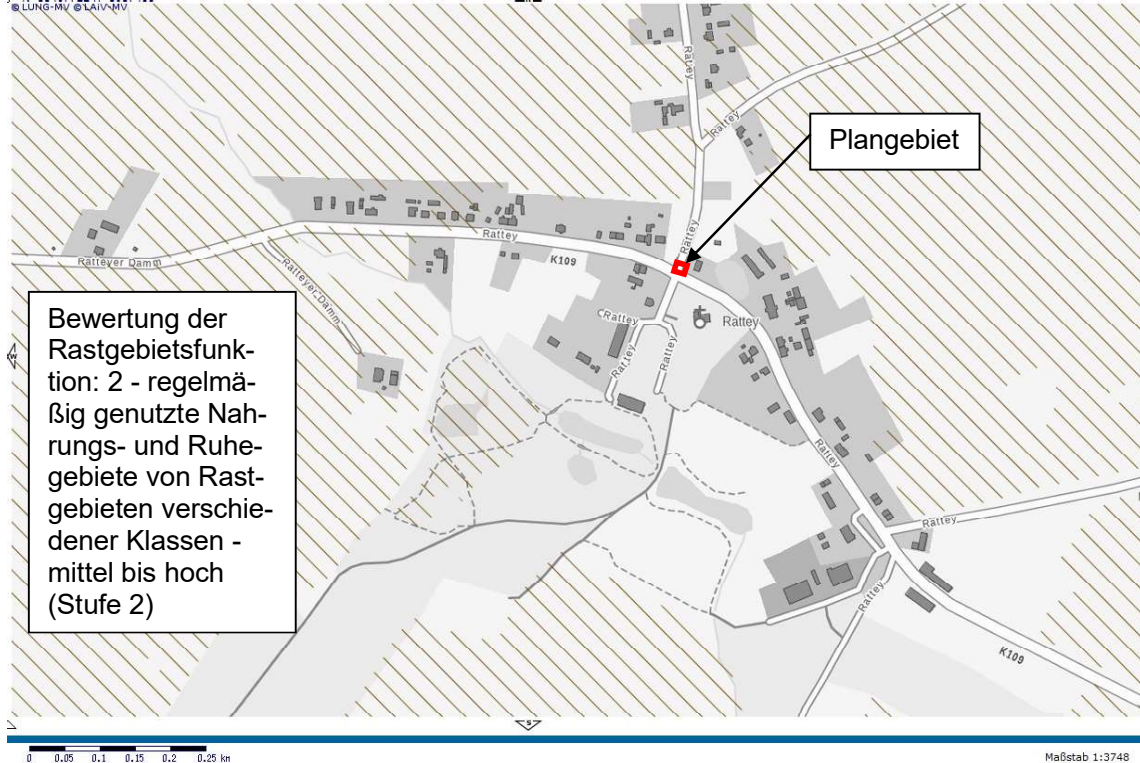 © LUNG-MV © LAiV-MV
Rattey
Rattey
Plangebiet
Rattey
Rattey
Ratteyer Damm
K109
Ratteyer Damm
Bewertung der
Rastgebietsfunk-
tion: 2 - regelmä-
ßig genutzte Nah-
rungs- und Ruhe-
gebiete von Rast-
gebieten verschie-
dener Klassen -
mittel bis hoch
(Stufe 2)
Rattey
Rattey
Rattey
Rattey
Rattey
Rattey
Rattey
K109
S
0 0.05 0.1 0.15 0.2 0.25 km
Maßstab 1:3748